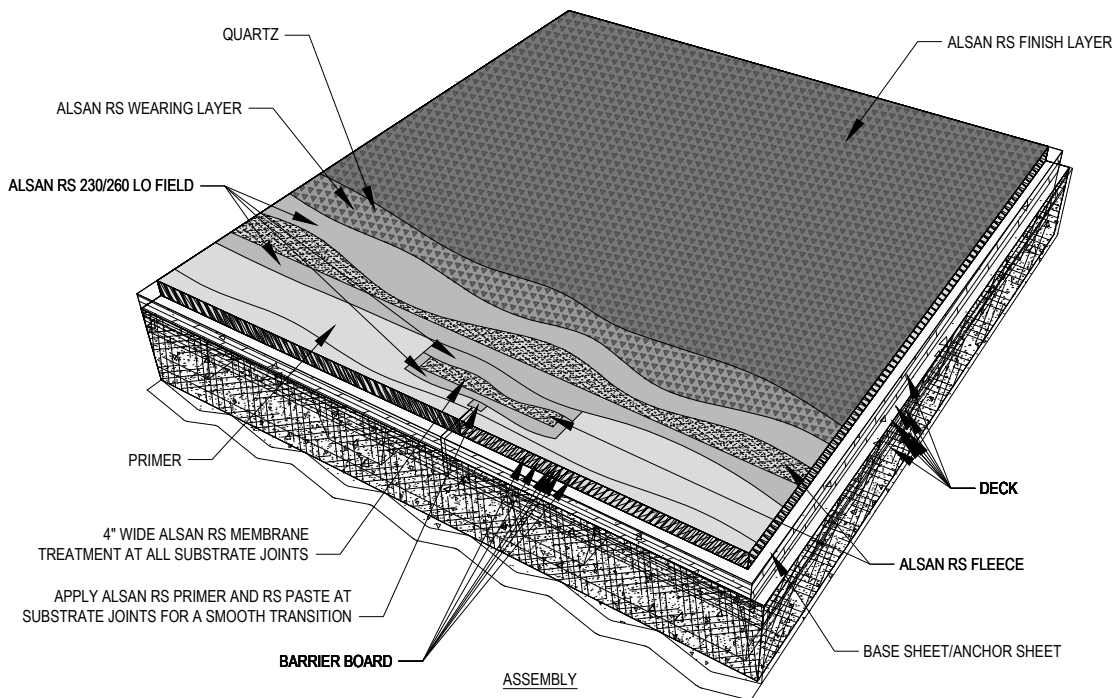 QUARTZ
ALSAN RS FINISH LAYER
ALSAN RS WEARING LAYER
ALSAN RS 230/260 LO FIELD
PRIMER
DECK
4" WIDE ALSAN RS MEMBRANE
TREATMENT AT ALL SUBSTRATE JOINTS
ALSAN RS FLEECE
APPLY ALSAN RS PRIMER AND RS PASTE AT
SUBSTRATE JOINTS FOR A SMOOTH TRANSITION
BASE SHEET/ANCHOR SHEET
BARRIER BOARD
ASSEMBLY